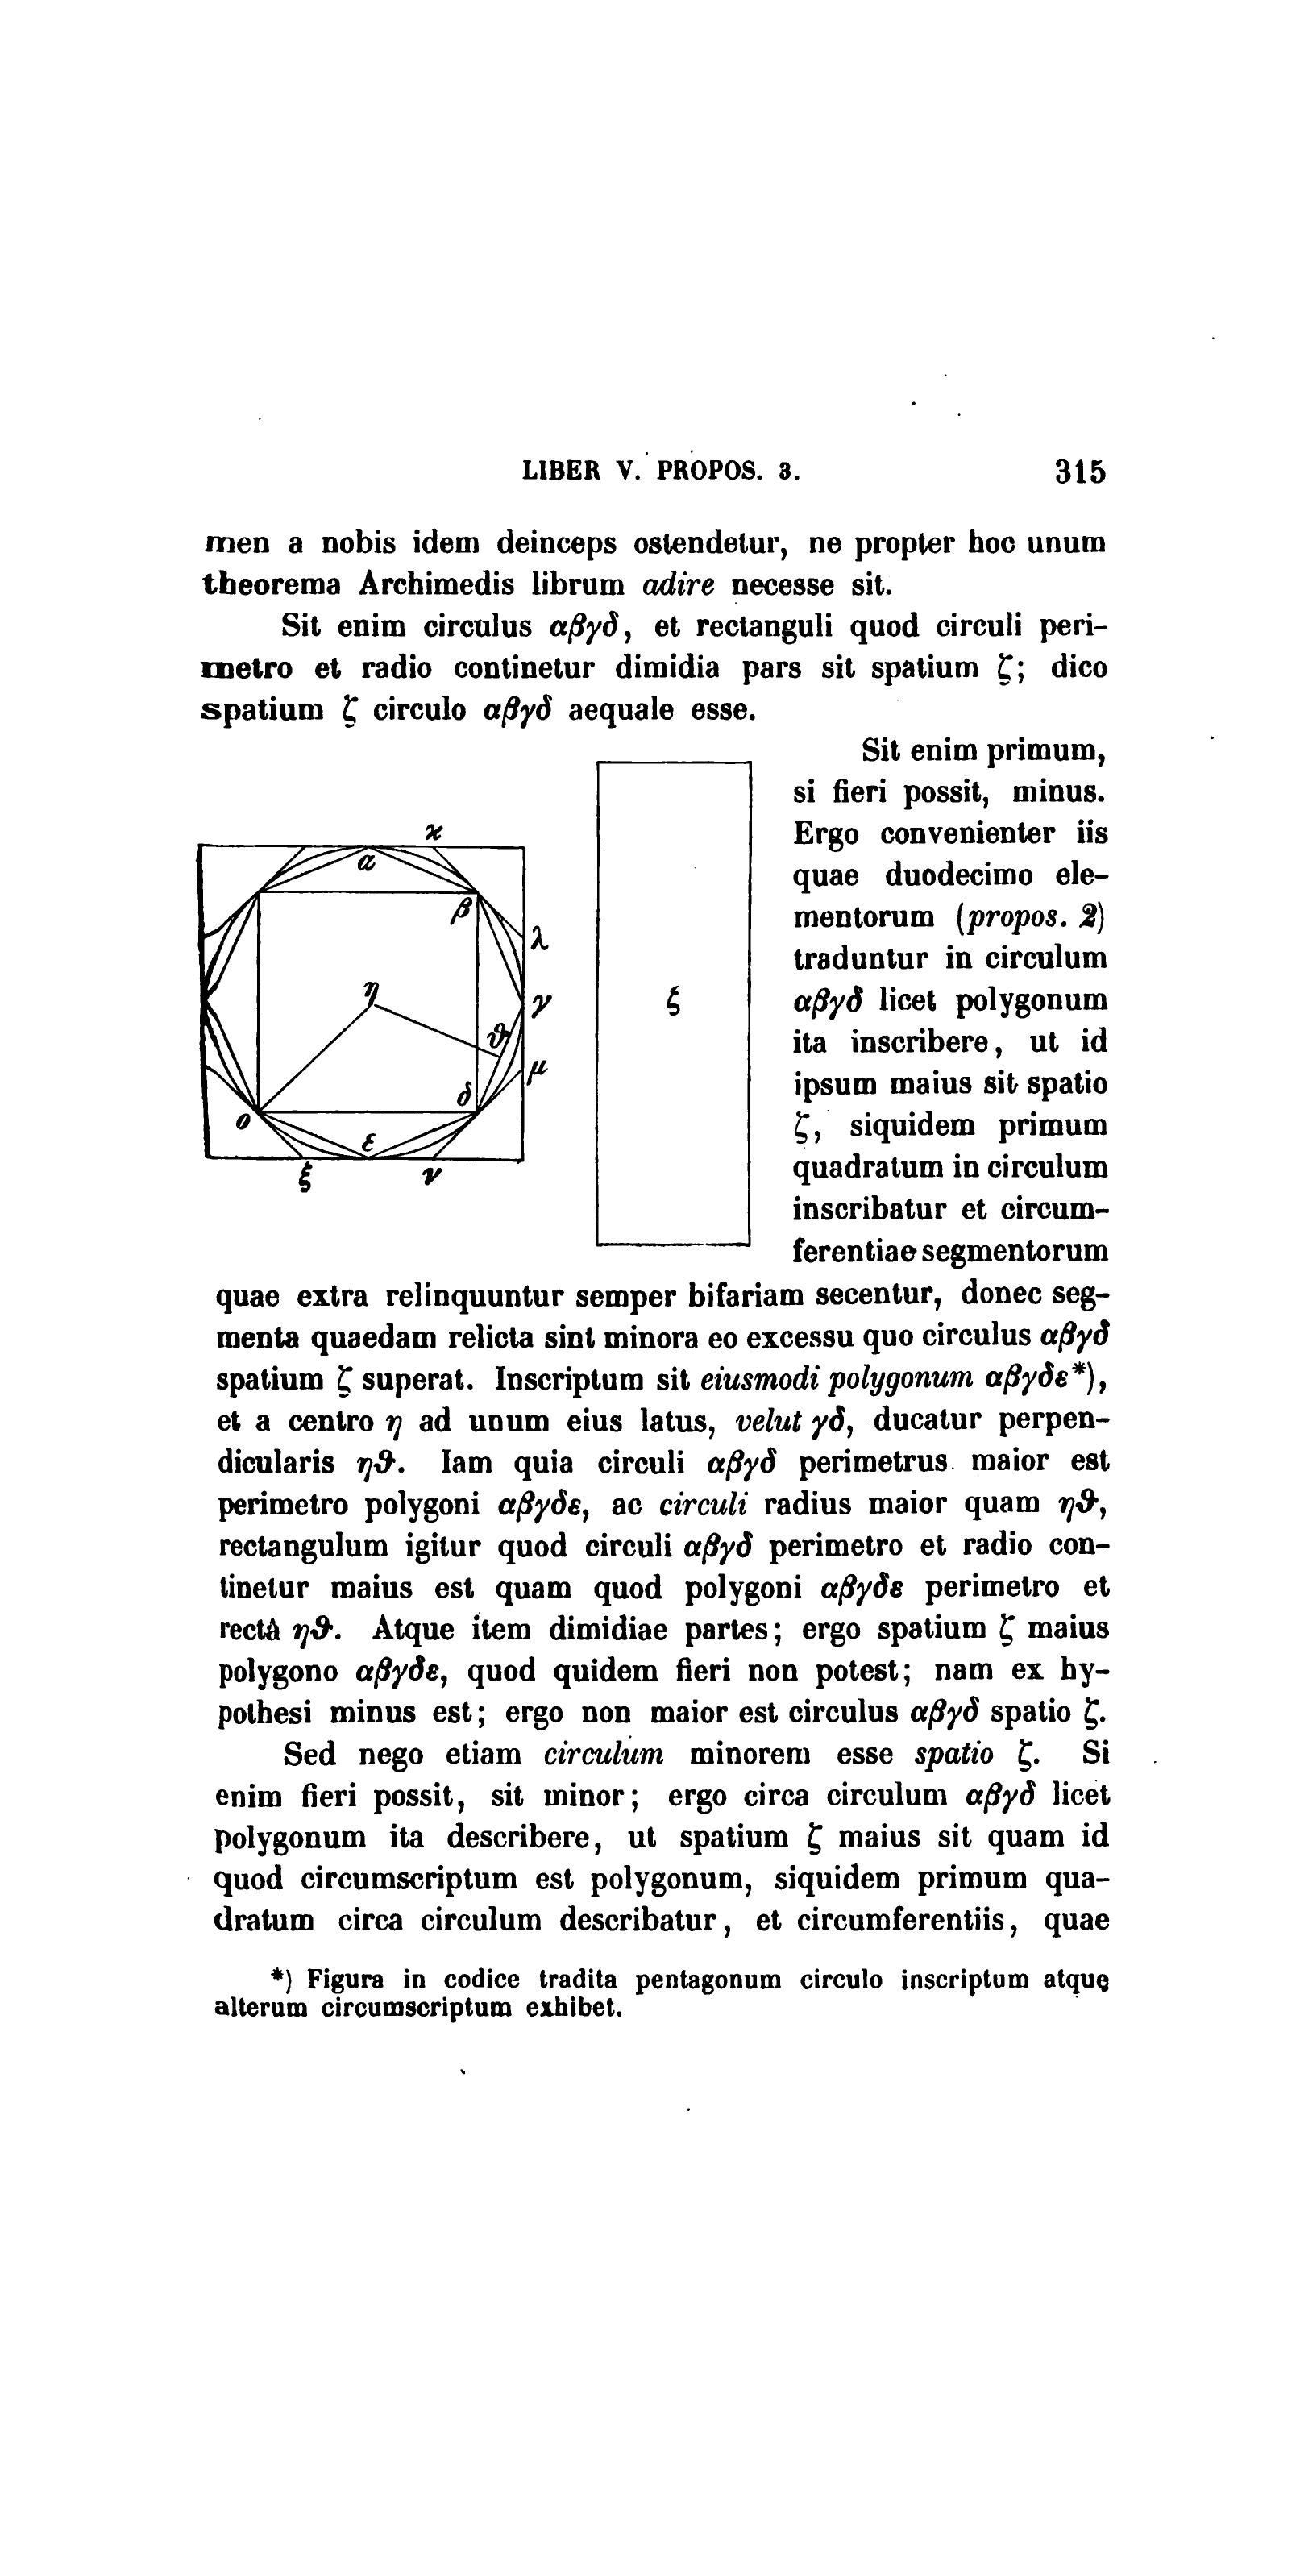 LIBER V. PROPOS. 3. 315
men a nobis idem deinceps ostendetur, ne propter hoc unum
theorema Archimedis librum adire necesse sit.
Sit enim circulus αβγδ, et rectanguli quod circuli peri-
metro et radio continetur dimidia pars sit spatium ζ; dico
spatium ζ circulo αβγδ aequale esse.
Sit enim primum,
si fieri possit, minus.
Ergo convenienter iis
quae duodecimo ele-
mentorum (propos. 2)
traduntur in circulum
αβγδ licet polygonum
ita inscribere, ut id
ipsum maius sit spatio
ζ, siquidem primum
quadratum in circulum
inscribatur et circum-
ferentiae segmentorum
κ
α
β
λ
η
γ
ϑ
μ
δ
ο
ε
ξ
ν
ξ
quae extra relinquuntur semper bifariam secentur, donec seg-
menta quaedam relicta sint minora eo excessu quo circulus αβγδ
spatium ζ superat. Inscriptum sit eiusmodi polygonum αβγδε*),
et a centro η ad unum eius latus, velut γδ, ducatur perpen-
dicularis ηϑ. Iam quia circuli αβγδ perimetrus maior est
perimetro polygoni αβγδε, ac circuli radius maior quam ηϑ,
rectangulum igitur quod circuli αβγδ perimetro et radio con-
tinetur maius est quam quod polygoni αβγδε perimetro et
rectâ ηϑ. Atque item dimidiae partes; ergo spatium ζ maius
polygono αβγδε, quod quidem fieri non potest; nam ex hy-
pothesi minus est; ergo non maior est circulus αβγδ spatio ζ.
Sed nego etiam circulum minorem esse spatio ζ. Si
enim fieri possit, sit minor; ergo circa circulum αβγδ licet
polygonum ita describere, ut spatium ζ maius sit quam id
quod circumscriptum est polygonum, siquidem primum qua-
dratum circa circulum describatur, et circumferentiis, quae
*) Figura in codice tradita pentagonum circulo inscriptum atque
alterum circumscriptum exhibet.